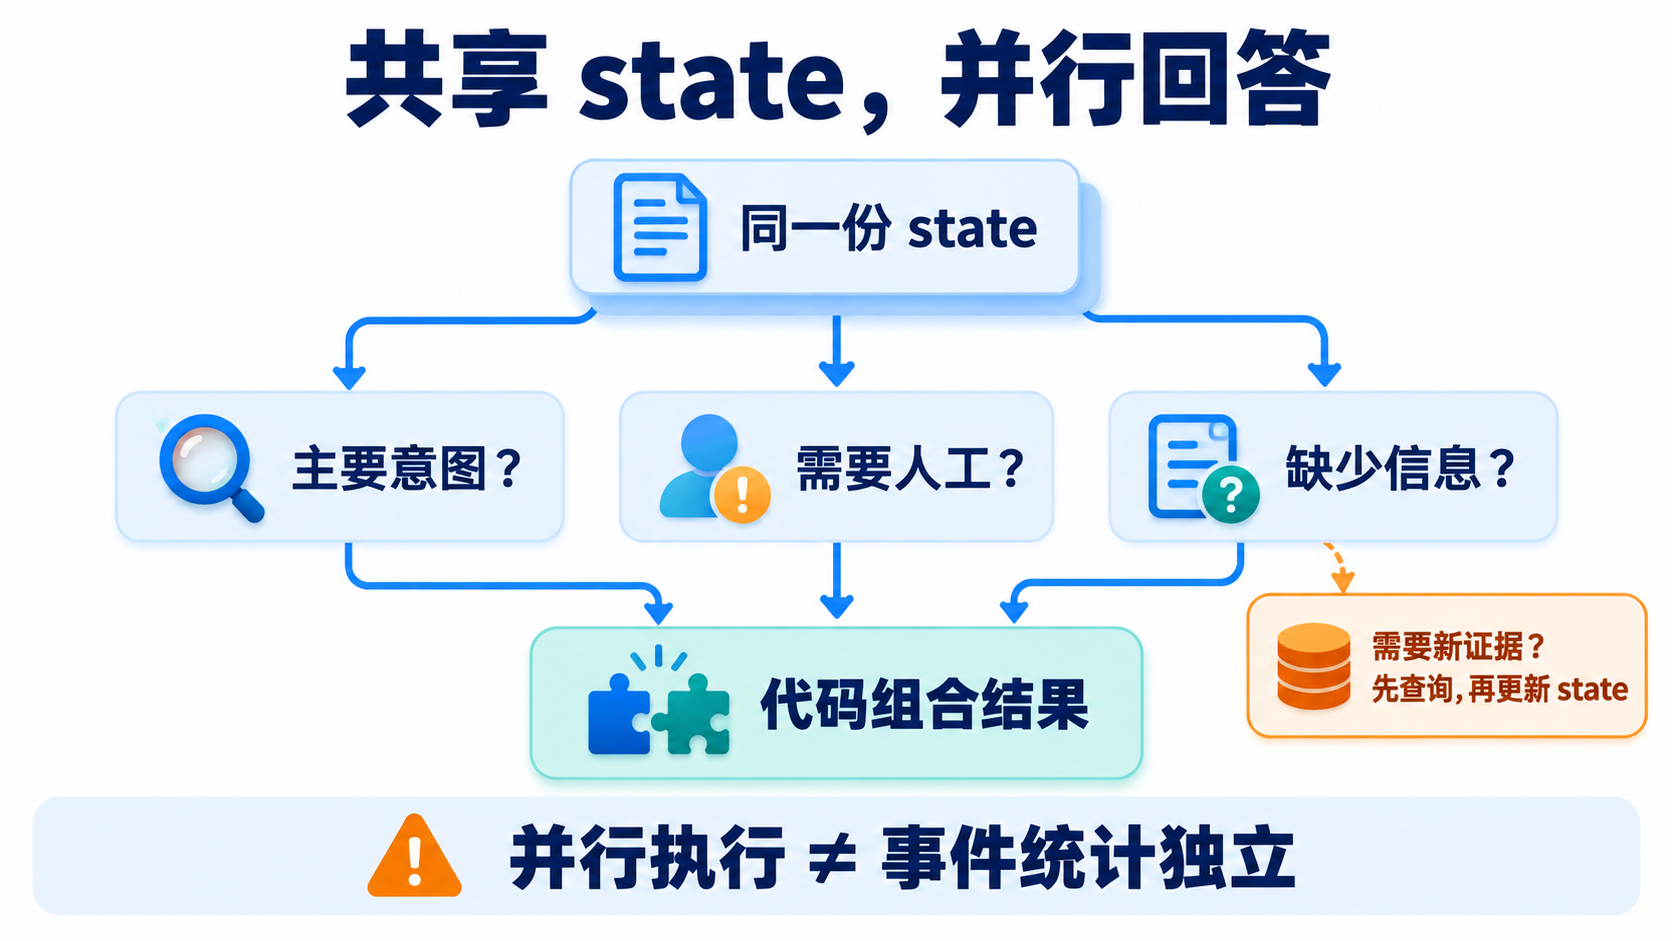 共享 state，并行回答
同一份 state
主要意图？
需要人工？
缺少信息？
需要新证据？
先查询，再更新 state
代码组合结果
并行执行 ≠ 事件统计独立